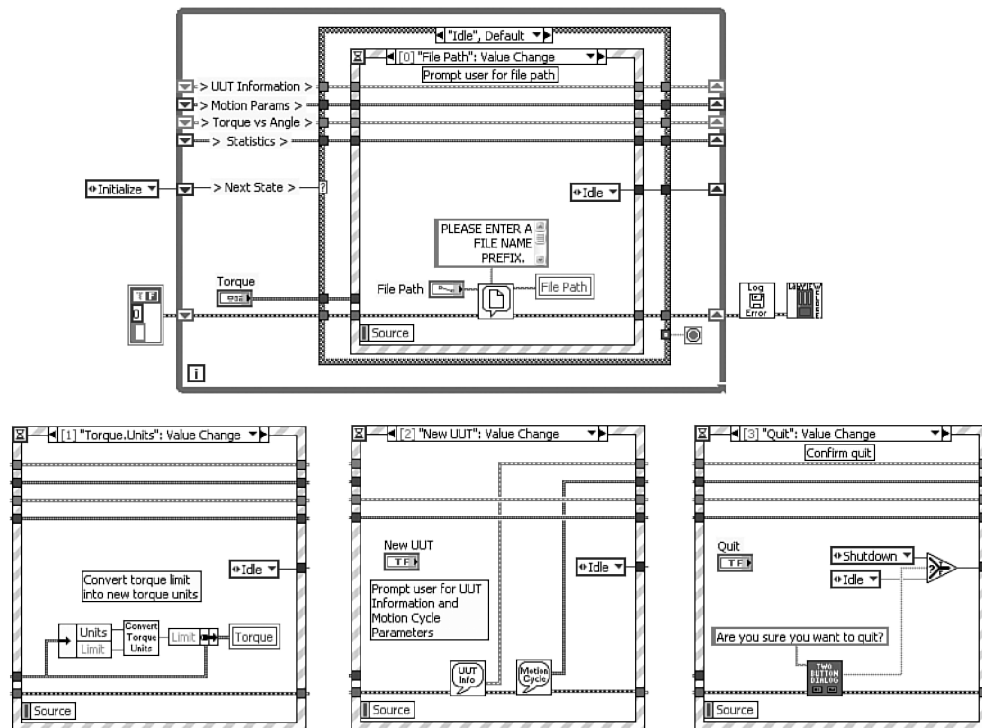 "Idle", Default
[0] "File Path": Value Change
Prompt user for file path
> UUT Information >
> Motion Params >
> Torque vs Angle >
> Statistics >
Initialize
> Next State >
?
Idle
PLEASE ENTER A
FILE NAME
PREFIX.
Torque
File Path
File Path
T F
0
Log
Error
Source
i
[1] "Torque.Units": Value Change
Idle
Convert torque limit
into new torque units
Units
Limit
Convert
Torque
Units
Limit
Torque
Source
[2] "New UUT": Value Change
New UUT
TF
Idle
Prompt user for UUT
Information and
Motion Cycle
Parameters
UUT
Info
Motion
Cycle
Source
[3] "Quit": Value Change
Confirm quit
Quit
TF
Shutdown
Idle
?
Are you sure you want to quit?
TWO
BUTTON
DIALOG
Source